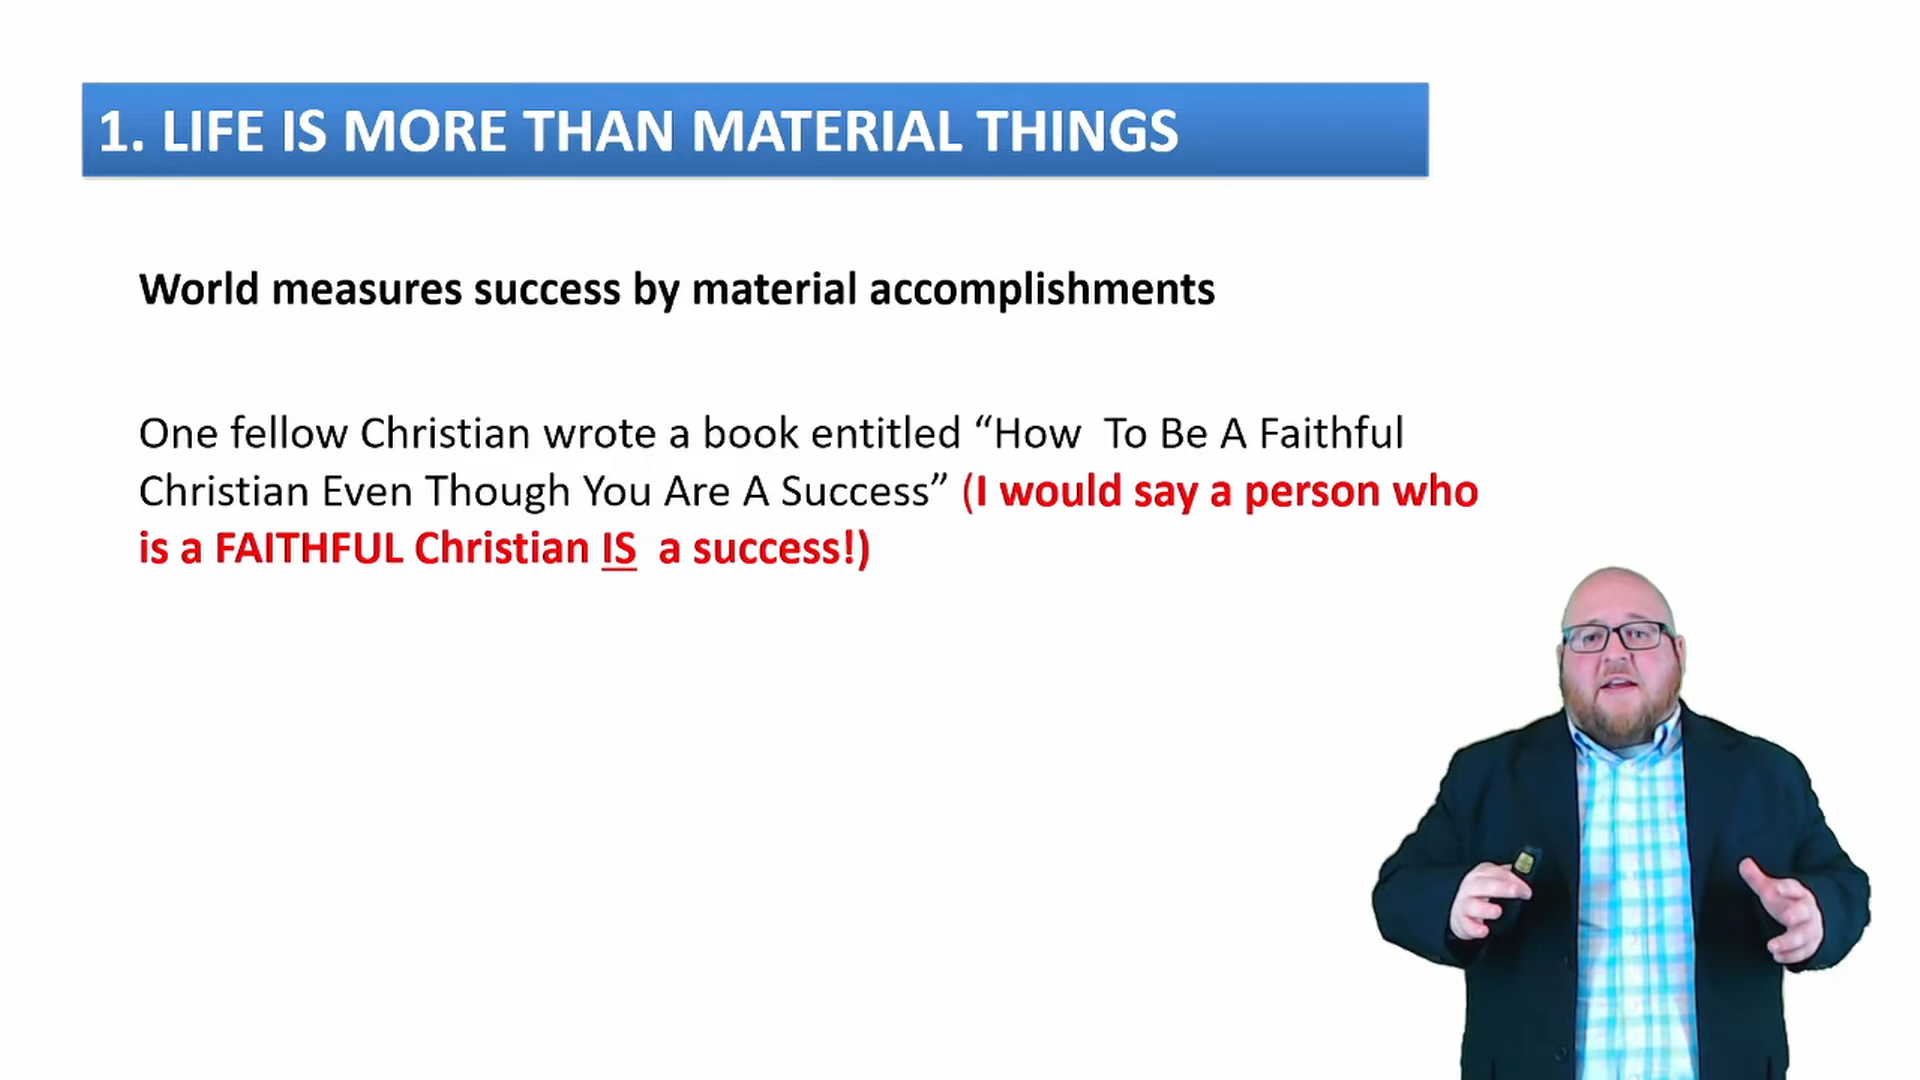 1. LIFE IS MORE THAN MATERIAL THINGS
World measures success by material accomplishments
One fellow Christian wrote a book entitled “How  To Be A Faithful
Christian Even Though You Are A Success” (I would say a person who
is a FAITHFUL Christian IS  a success!)